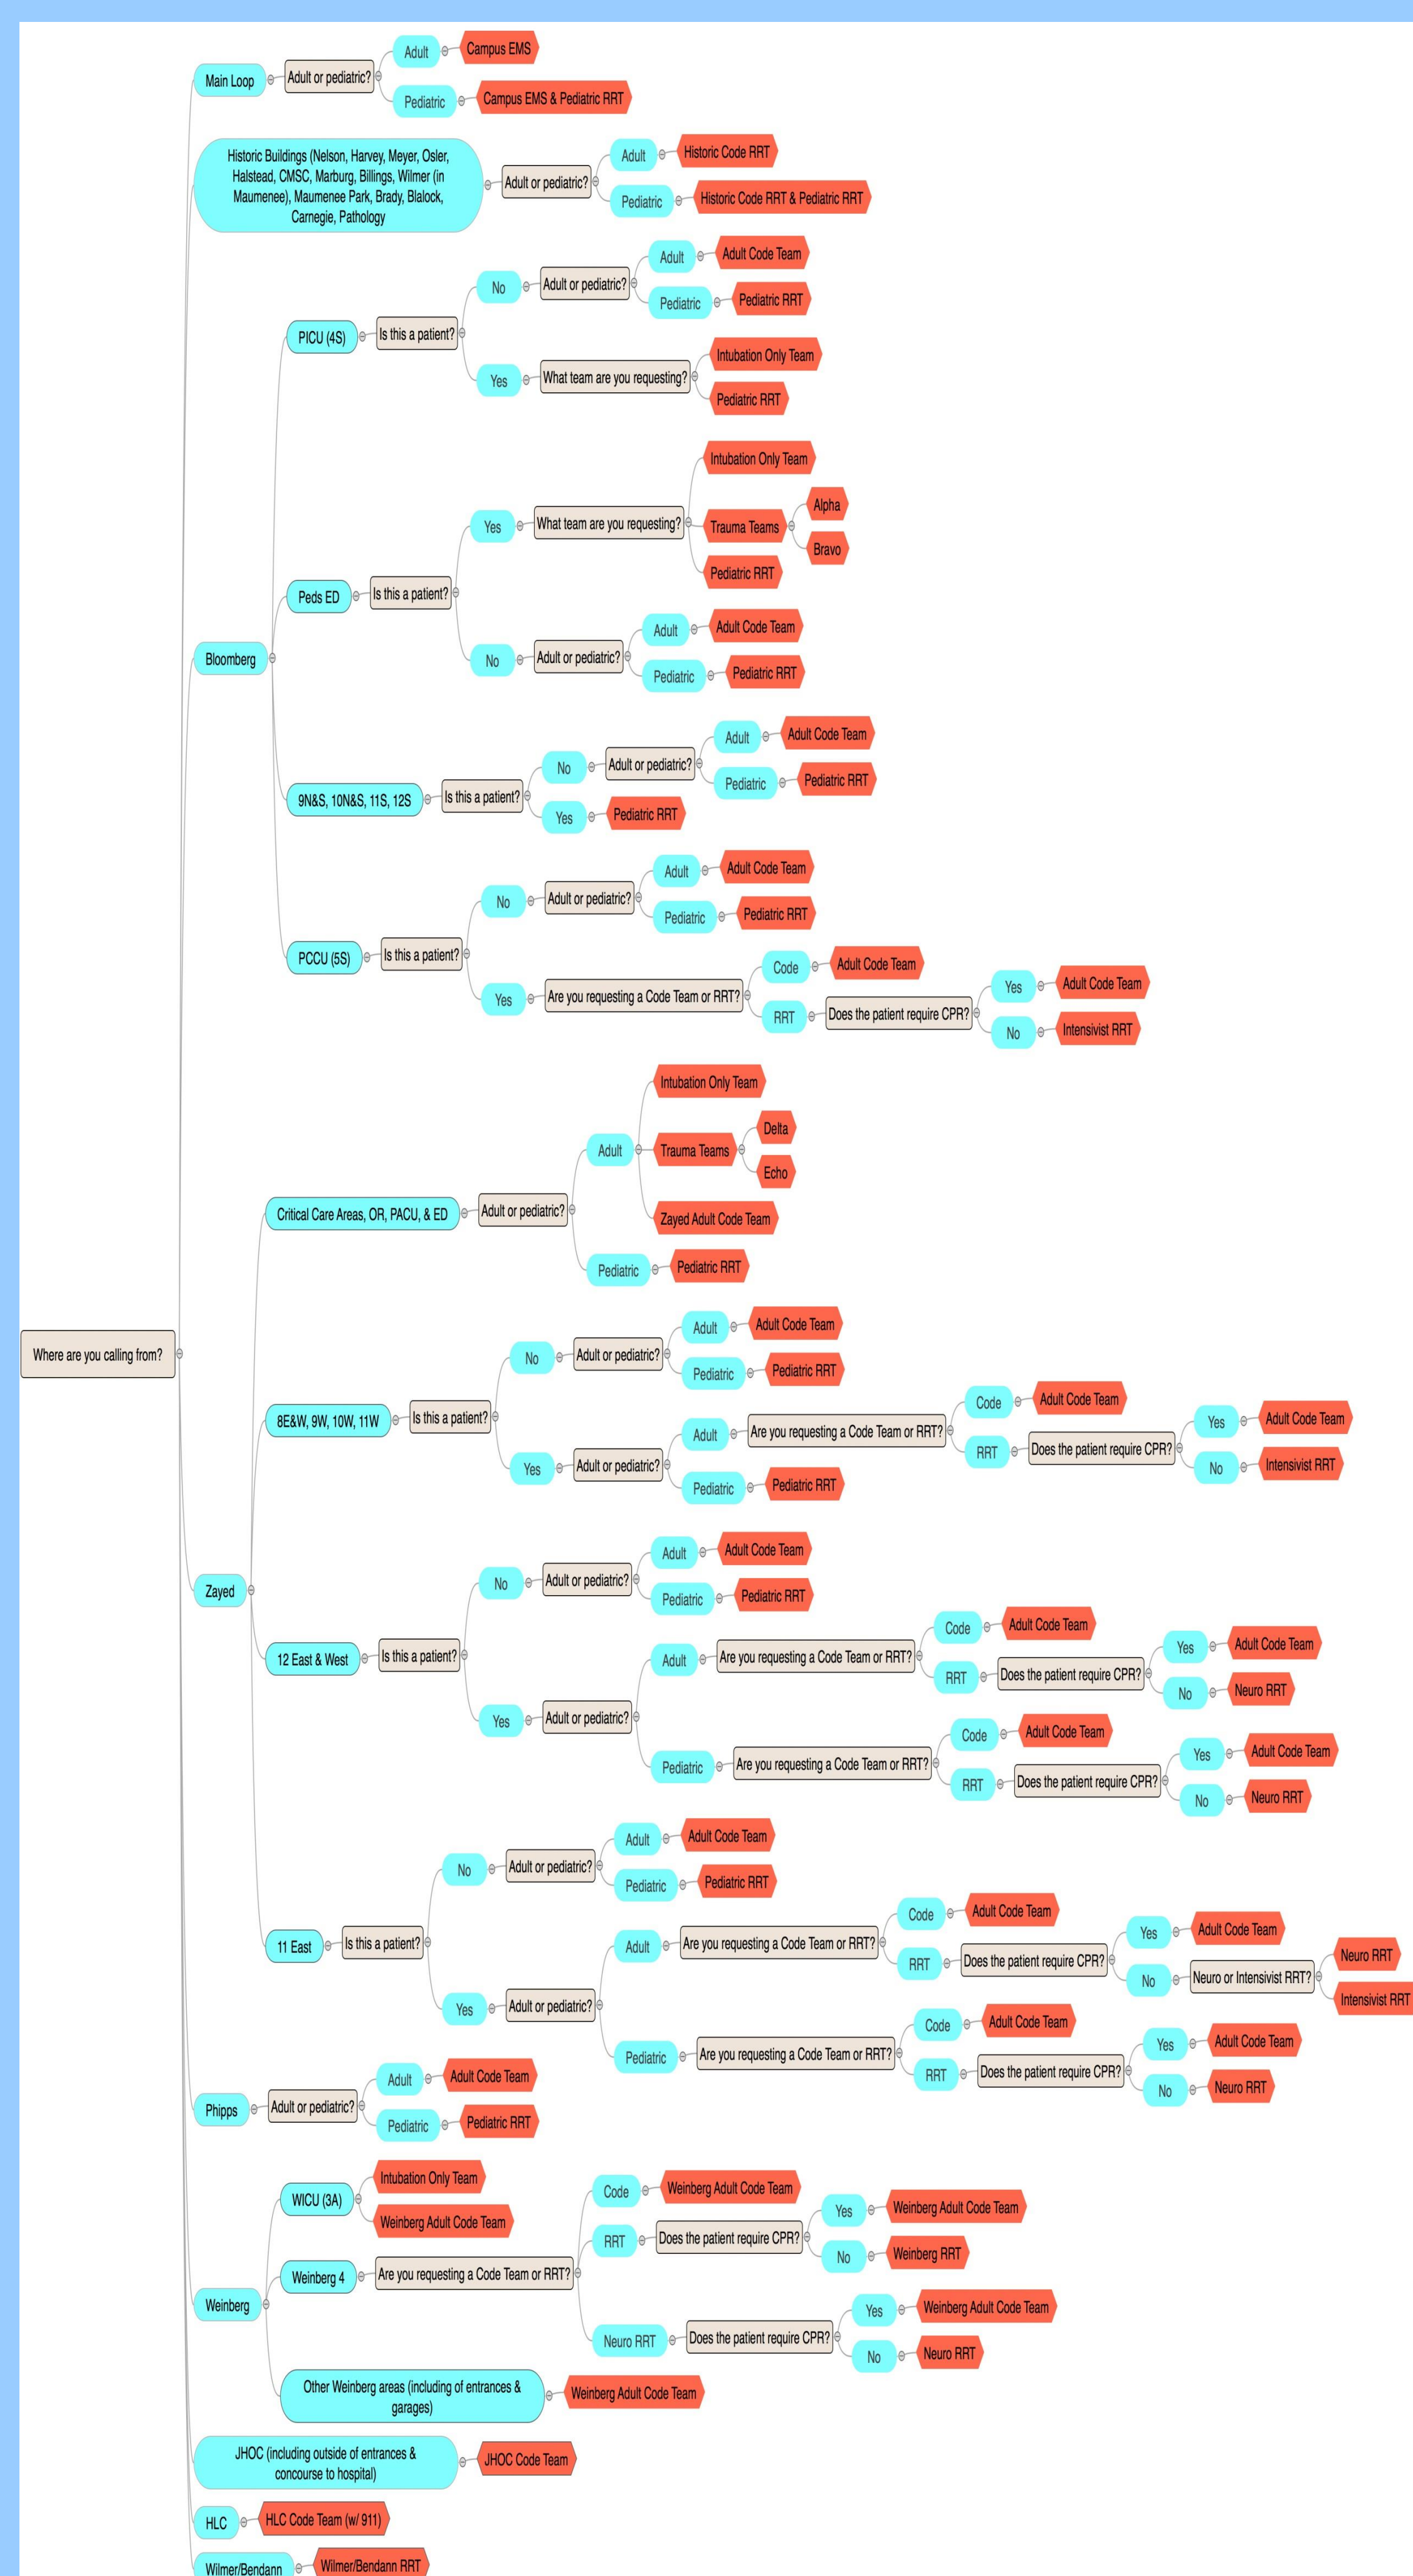 Where are you calling from?
Main Loop
Adult or pediatric?
Adult
Campus EMS
Pediatric
Campus EMS & Pediatric RRT
Historic Buildings (Nelson, Harvey, Meyer, Osler,
Halstead, CMSC, Marburg, Billings, Wilmer (in
Maumenee), Maumenee Park, Brady, Blalock,
Carnegie, Pathology
Adult or pediatric?
Adult
Historic Code RRT
Pediatric
Historic Code RRT & Pediatric RRT
Bloomberg
PICU (4S)
Is this a patient?
No
Adult or pediatric?
Adult
Adult Code Team
Pediatric
Pediatric RRT
Yes
What team are you requesting?
Intubation Only Team
Pediatric RRT
Peds ED
Is this a patient?
Yes
What team are you requesting?
Intubation Only Team
Trauma Teams
Alpha
Bravo
Pediatric RRT
No
Adult or pediatric?
Adult
Adult Code Team
Pediatric
Pediatric RRT
9N&S, 10N&S, 11S, 12S
Is this a patient?
No
Adult or pediatric?
Adult
Adult Code Team
Pediatric
Pediatric RRT
Yes
Pediatric RRT
PCCU (5S)
Is this a patient?
No
Adult or pediatric?
Adult
Adult Code Team
Pediatric
Pediatric RRT
Yes
Are you requesting a Code Team or RRT?
Code
Adult Code Team
RRT
Does the patient require CPR?
Yes
Adult Code Team
No
Intensivist RRT
Zayed
Critical Care Areas, OR, PACU, & ED
Adult or pediatric?
Adult
Intubation Only Team
Trauma Teams
Delta
Echo
Zayed Adult Code Team
Pediatric
Pediatric RRT
8E&W, 9W, 10W, 11W
Is this a patient?
No
Adult or pediatric?
Adult
Adult Code Team
Pediatric
Pediatric RRT
Yes
Adult or pediatric?
Adult
Are you requesting a Code Team or RRT?
Code
Adult Code Team
RRT
Does the patient require CPR?
Yes
Adult Code Team
No
Intensivist RRT
Pediatric
Pediatric RRT
12 East & West
Is this a patient?
No
Adult or pediatric?
Adult
Adult Code Team
Pediatric
Pediatric RRT
Yes
Adult or pediatric?
Adult
Are you requesting a Code Team or RRT?
Code
Adult Code Team
RRT
Does the patient require CPR?
Yes
Adult Code Team
No
Neuro RRT
Pediatric
Are you requesting a Code Team or RRT?
Code
Adult Code Team
RRT
Does the patient require CPR?
Yes
Adult Code Team
No
Neuro RRT
11 East
Is this a patient?
No
Adult or pediatric?
Adult
Adult Code Team
Pediatric
Pediatric RRT
Yes
Adult or pediatric?
Adult
Are you requesting a Code Team or RRT?
Code
Adult Code Team
RRT
Does the patient require CPR?
Yes
Adult Code Team
No
Neuro or Intensivist RRT?
Neuro RRT
Intensivist RRT
Pediatric
Are you requesting a Code Team or RRT?
Code
Adult Code Team
RRT
Does the patient require CPR?
Yes
Adult Code Team
No
Neuro RRT
Phipps
Adult or pediatric?
Adult
Adult Code Team
Pediatric
Pediatric RRT
Weinberg
WICU (3A)
Intubation Only Team
Weinberg Adult Code Team
Weinberg 4
Are you requesting a Code Team or RRT?
Code
Weinberg Adult Code Team
RRT
Does the patient require CPR?
Yes
Weinberg Adult Code Team
No
Weinberg RRT
Neuro RRT
Does the patient require CPR?
Yes
Weinberg Adult Code Team
No
Neuro RRT
Other Weinberg areas (including of entrances &
garages)
Weinberg Adult Code Team
JHOC (including outside of entrances &
concourse to hospital)
JHOC Code Team
HLC
HLC Code Team (w/ 911)
Wilmer/Bendann
Wilmer/Bendann RRT